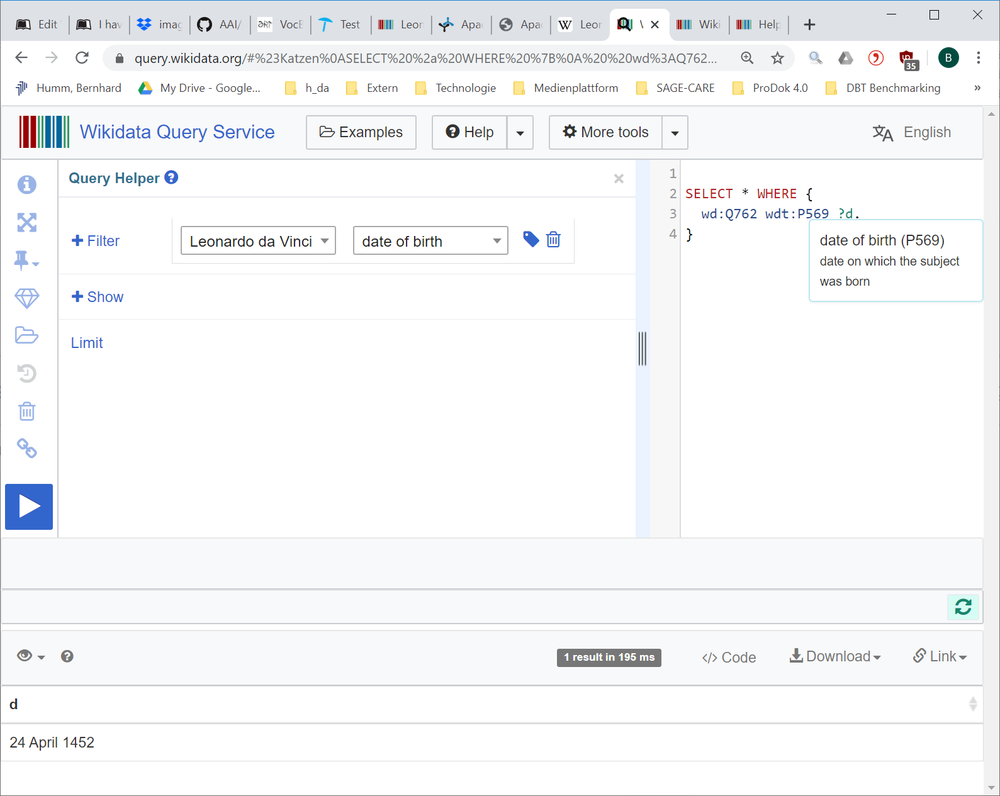 Edit
I hav
imag
AAI/
VocB
Test
Leon
Apac
Apac
W
Leor
Wiki
Help
query.wikidata.org/#%23Katzen%0ASELECT%20%2a%20WHERE%20%7B%0A%20%20wd%3AQ762...
35
B
Humm, Bernhard
My Drive - Google...
h_da
Extern
Technologie
Medienplattform
SAGE-CARE
ProDok 4.0
DBT Benchmarking
»
Wikidata Query Service
Examples
Help
More tools
English
Query Helper
Filter
Leonardo da Vinci
date of birth
Show
Limit
1
2 SELECT * WHERE {
3 wd:Q762 wdt:P569 ?d.
4 }
date of birth (P569)
date on which the subject
was born
1 result in 195 ms
</> Code
Download
Link
d
24 April 1452